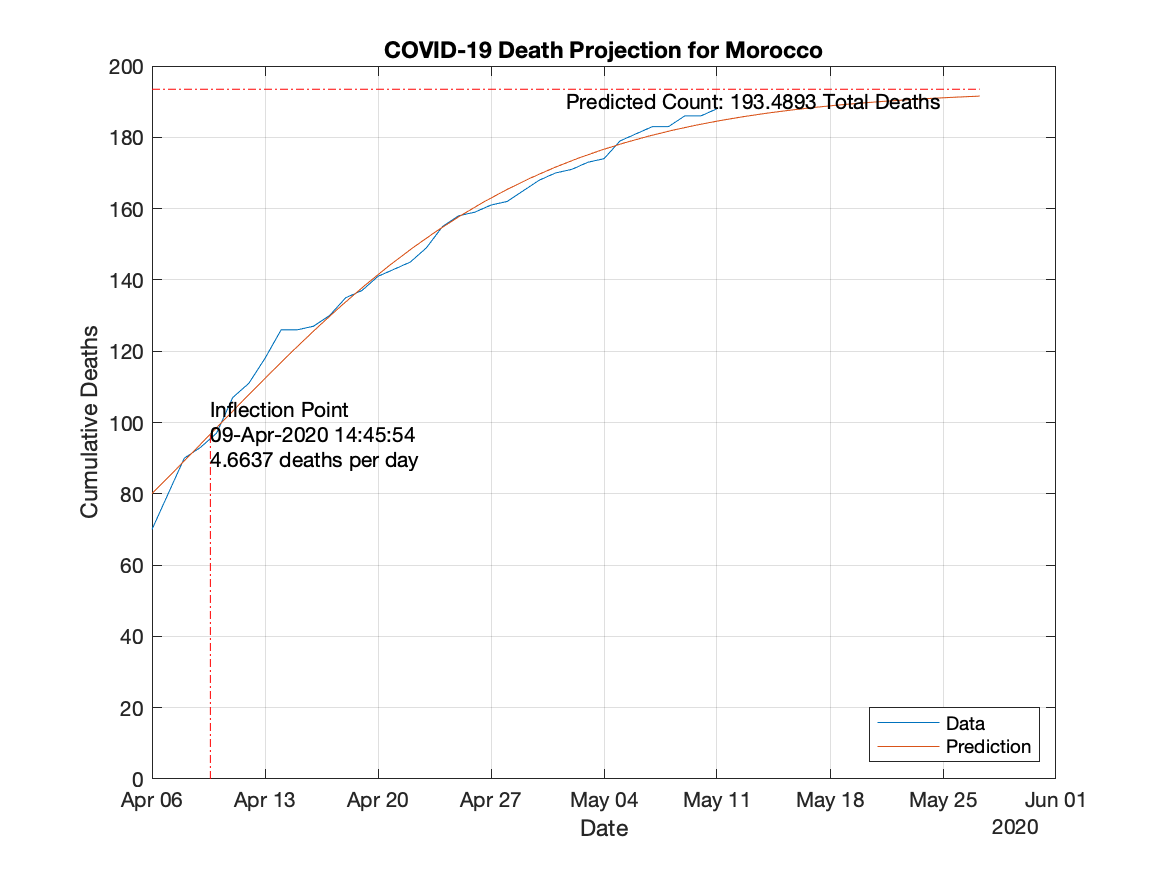 COVID-19 Death Projection for Morocco
200
180
160
140
120
100
80
60
40
20
0
Cumulative Deaths
Predicted Count: 193.4893 Total Deaths
Inflection Point
09-Apr-2020 14:45:54
4.6637 deaths per day
Data
Prediction
Apr 06 Apr 13 Apr 20 Apr 27 May 04 May 11 May 18 May 25 Jun 01
Date
2020